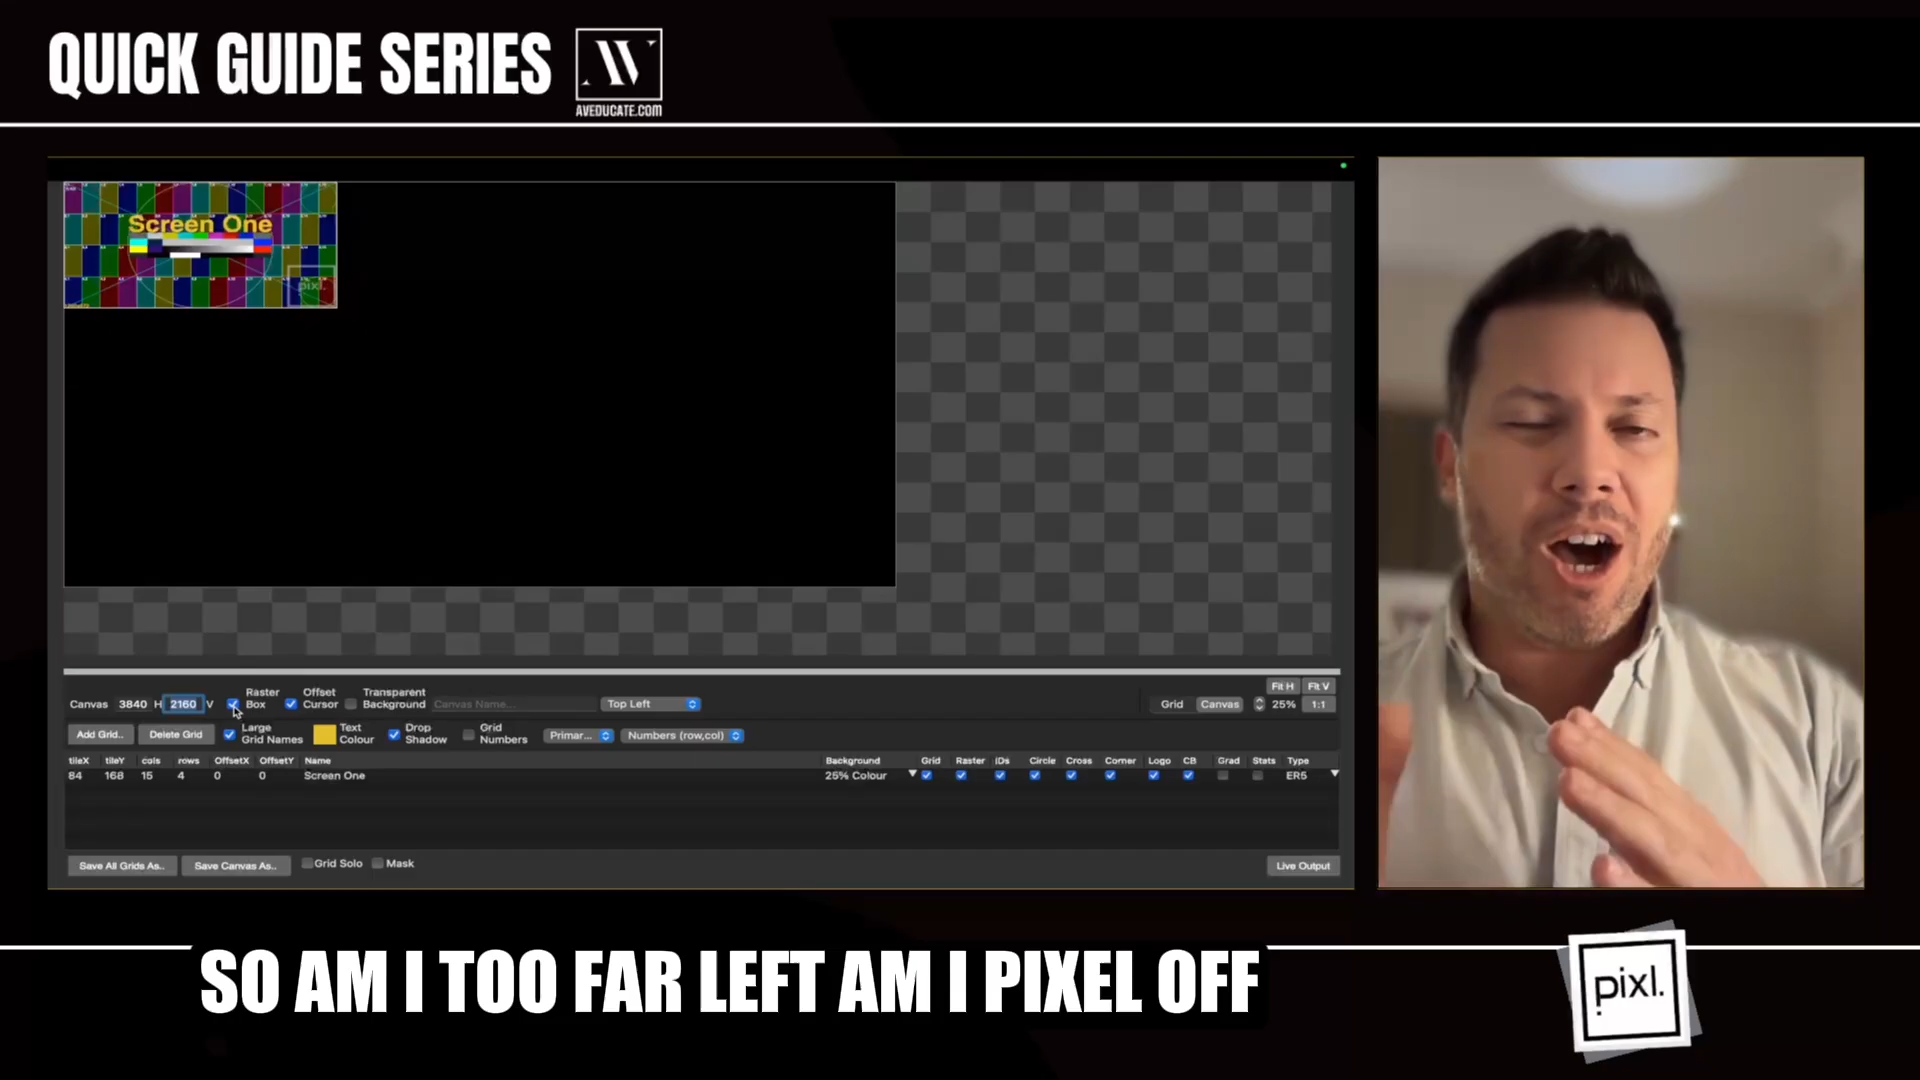 QUICK GUIDE SERIES
AVEDUCATE.COM
Screen One
pixl.
Fit H Fit V
Canvas 3840 H 2160 V Raster Box Offset Cursor Transparent Background Canvas Name... Top Left Grid Canvas 25% 1:1
Add Grid.. Delete Grid Large Grid Names Text Colour Drop Shadow Grid Numbers Primar... Numbers (row,col)
tileX tileY cols rows OffsetX OffsetY Name Background Grid Raster IDs Circle Cross Corner Logo CB Grad Stats Type
84 168 15 4 0 0 Screen One 25% Colour ER5
Save All Grids As.. Save Canvas As.. Grid Solo Mask Live Output
SO AM I TOO FAR LEFT AM I PIXEL OFF
pixl.